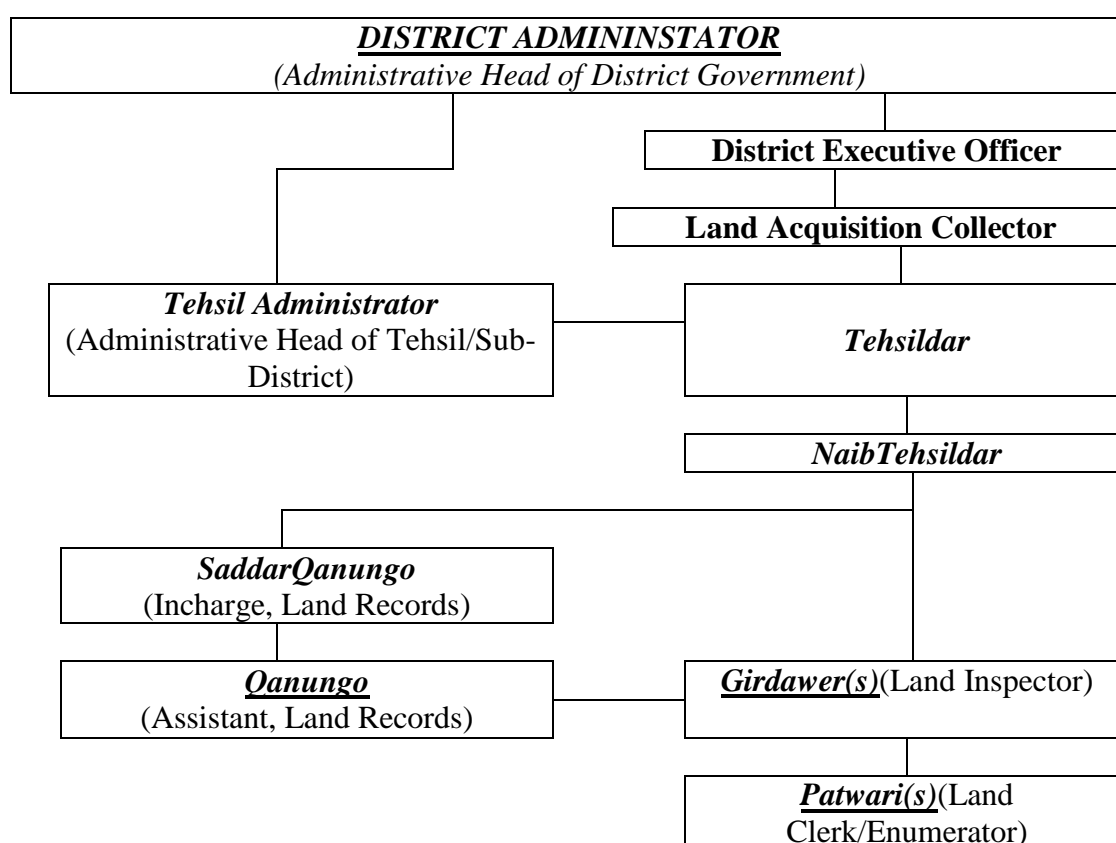 DISTRICT ADMININSTATOR
(Administrative Head of District Government)
District Executive Officer
Land Acquisition Collector
Tehsil Administrator
(Administrative Head of Tehsil/Sub-
District)
Tehsildar
NaibTehsildar
SaddarQanungo
(Incharge, Land Records)
Qanungo
(Assistant, Land Records)
Girdawer(s)(Land Inspector)
Patwari(s)(Land
Clerk/Enumerator)